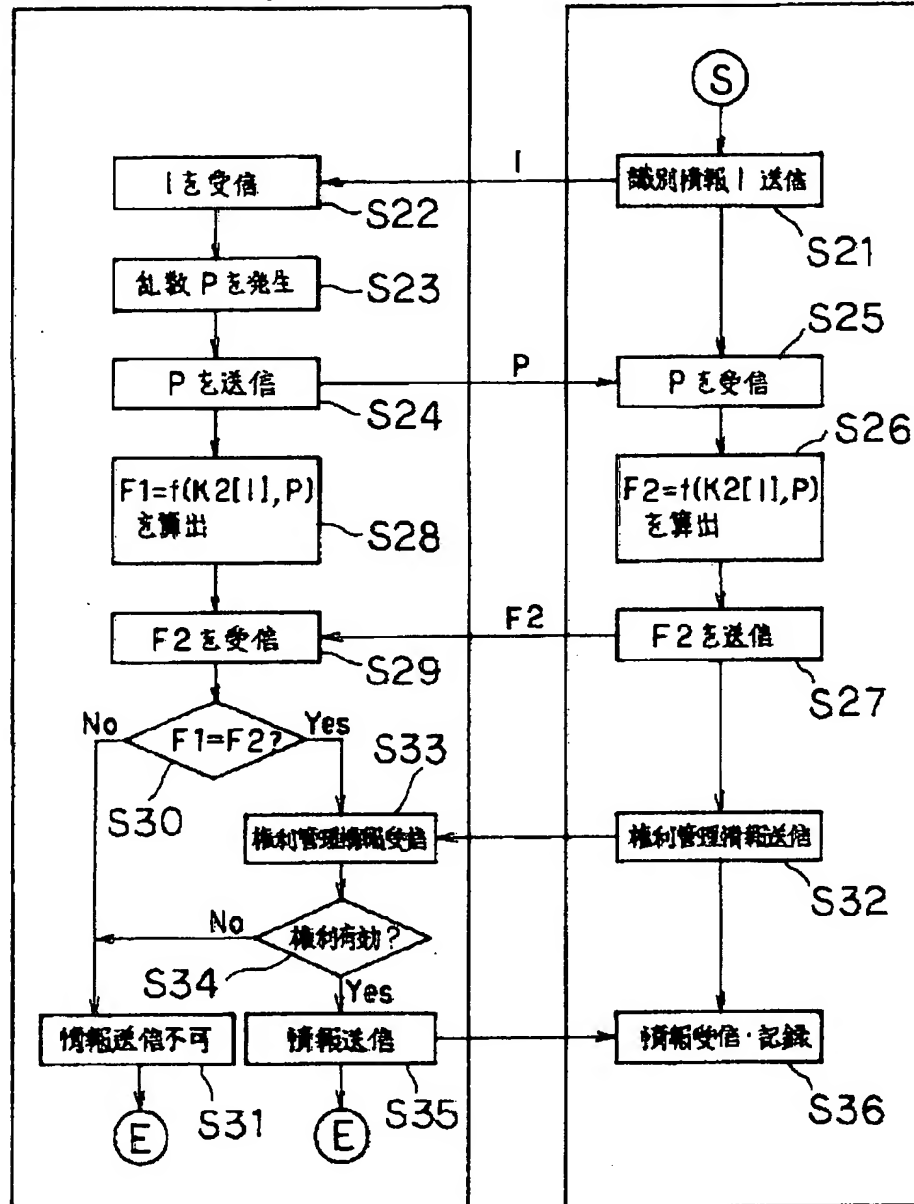 S
I
Iを受信
識別情報I 送信
S22
S21
乱数Pを発生
S23
S25
P
Pを送信
Pを受信
S24
S26
F1=f(K2[I],P)
を算出
F2=f(K2[I],P)
を算出
S28
F2
F2を受信
F2を送信
S29
S27
No
Yes
F1=F2?
S33
S30
権利管理情報受信
権利管理情報送信
S32
No
権利有効?
S34
Yes
情報送信不可
情報送信
情報受信・記録
S31
S35
S36
E
E